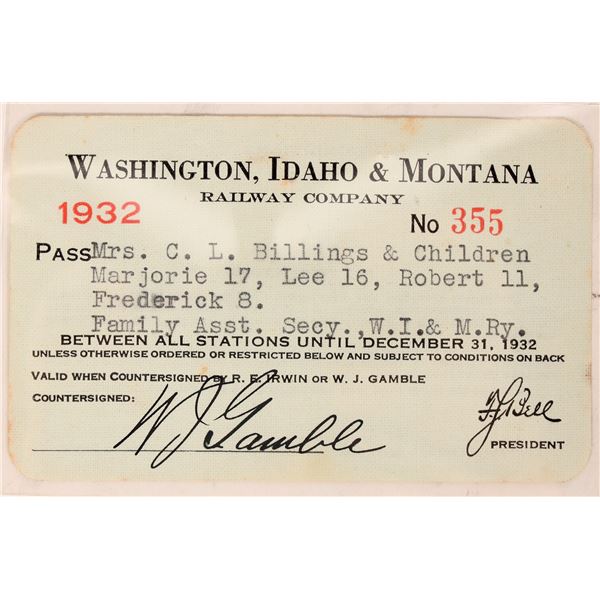 WASHINGTON, IDAHO & MONTANA
RAILWAY COMPANY
1932 No 355
PASS Mrs. C. L. Billings & Children
Marjorie 17, Lee 16, Robert 11,
Frederick 8.
Family Asst. Secy.,W.I.& M.Ry.
BETWEEN ALL STATIONS UNTIL DECEMBER 31, 1932
UNLESS OTHERWISE ORDERED OR RESTRICTED BELOW AND SUBJECT TO CONDITIONS ON BACK
VALID WHEN COUNTERSIGNED BY R. E. IRWIN OR W. J. GAMBLE
COUNTERSIGNED:
W J Gamble
F J Bell
PRESIDENT